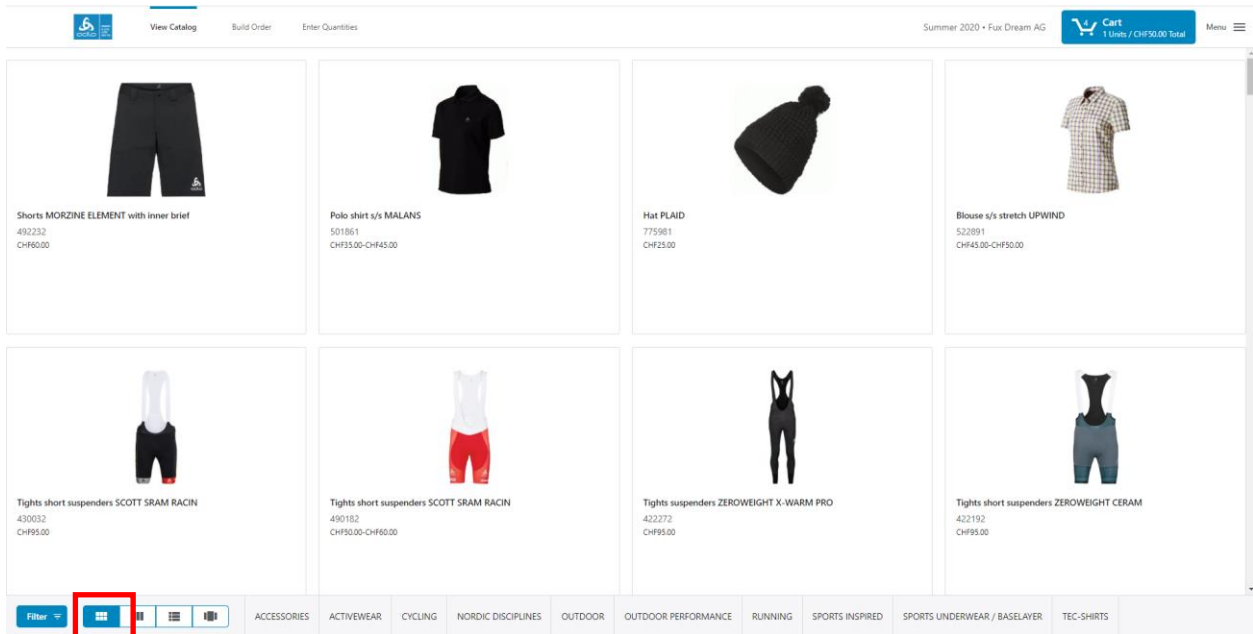 odlo
View Catalog
Build Order
Enter Quantities
Summer 2020 • Fux Dream AG
4
Cart
1 Units / CHF50.00 Total
Menu
Shorts MORZINE ELEMENT with inner brief
492232
CHF60.00
Polo shirt s/s MALANS
501861
CHF35.00-CHF45.00
Hat PLAID
775981
CHF25.00
Blouse s/s stretch UPWIND
522891
CHF45.00-CHF50.00
Tights short suspenders SCOTT SRAM RACIN
430032
CHF95.00
Tights short suspenders SCOTT SRAM RACIN
490182
CHF50.00-CHF60.00
Tights suspenders ZEROWEIGHT X-WARM PRO
422272
CHF95.00
Tights short suspenders ZEROWEIGHT CERAM
422192
CHF95.00
Filter
ACCESSORIES
ACTIVEWEAR
CYCLING
NORDIC DISCIPLINES
OUTDOOR
OUTDOOR PERFORMANCE
RUNNING
SPORTS INSPIRED
SPORTS UNDERWEAR / BASELAYER
TEC-SHIRTS